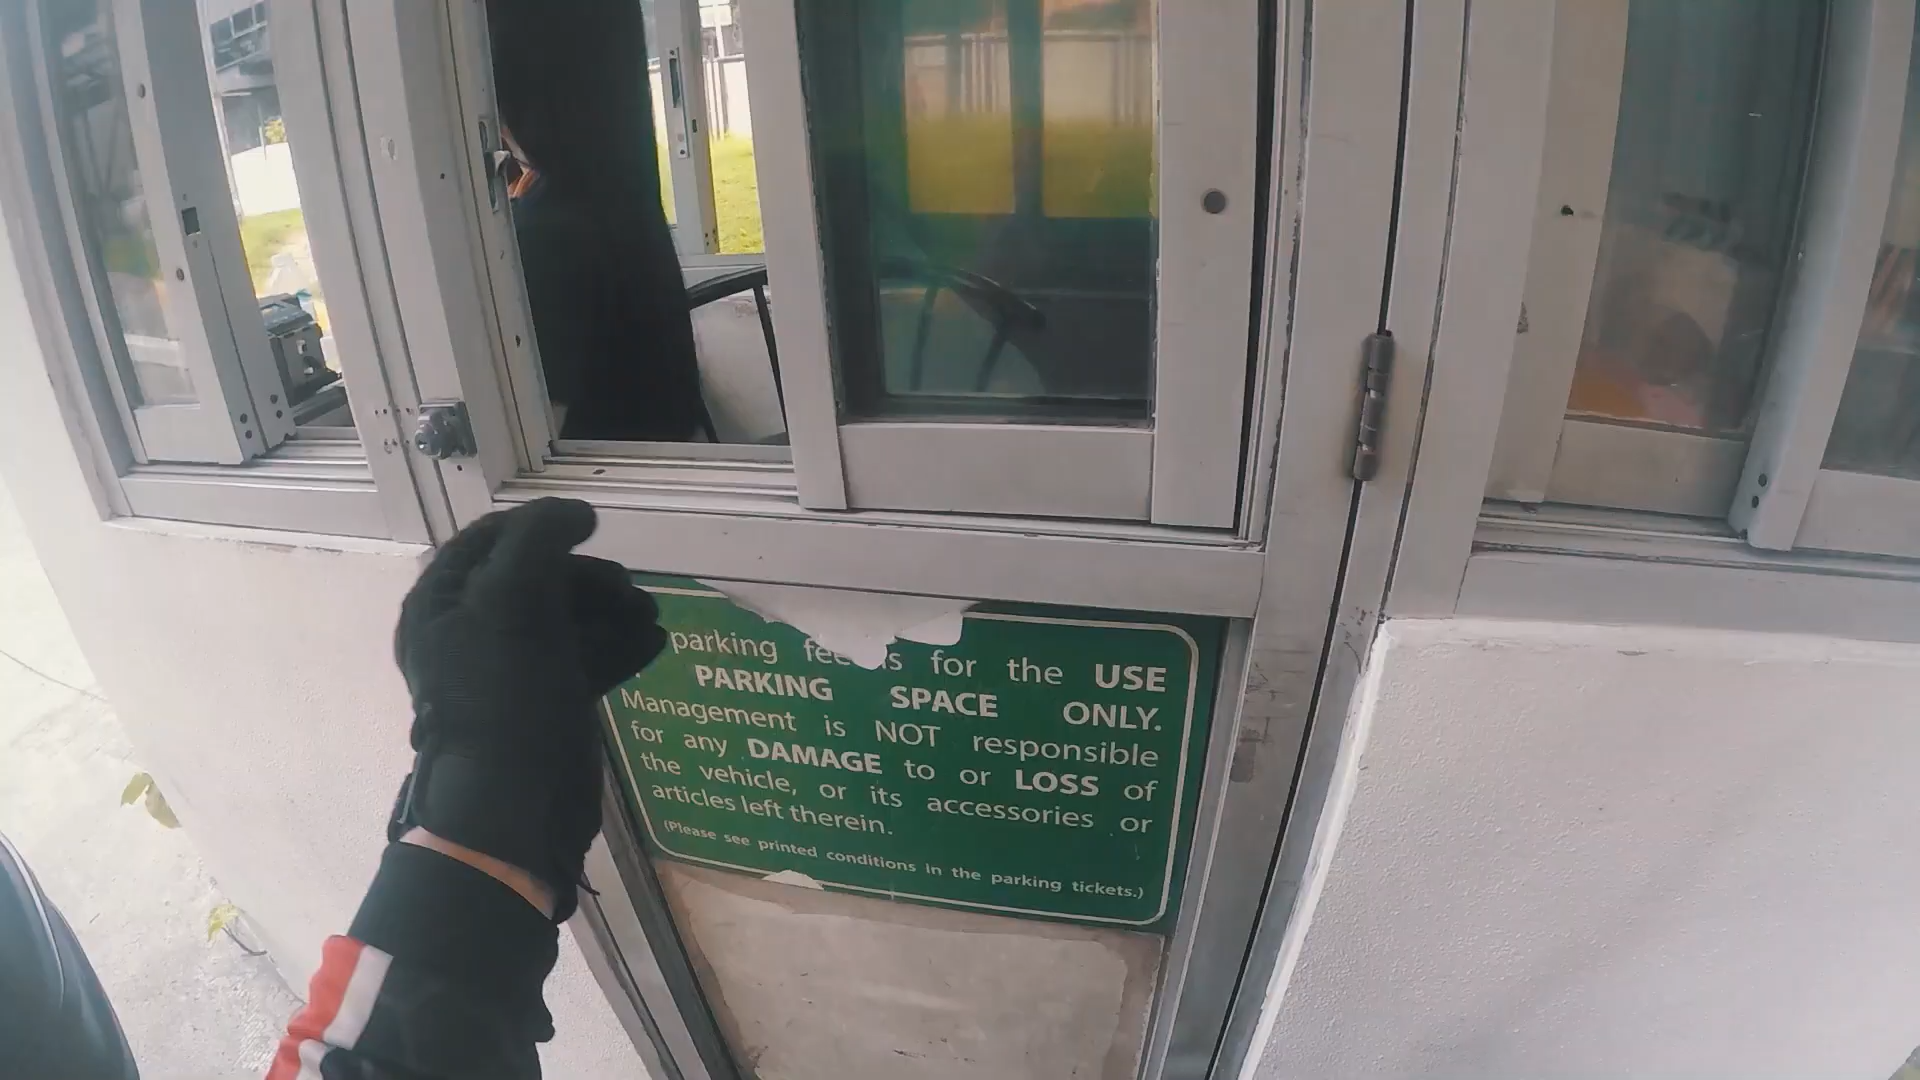 parking for the USE
PARKING SPACE ONLY.
Management is NOT responsible
for any DAMAGE to or LOSS of
the vehicle, or its accessories or
articles left therein.
(Please see printed conditions in the parking tickets.)